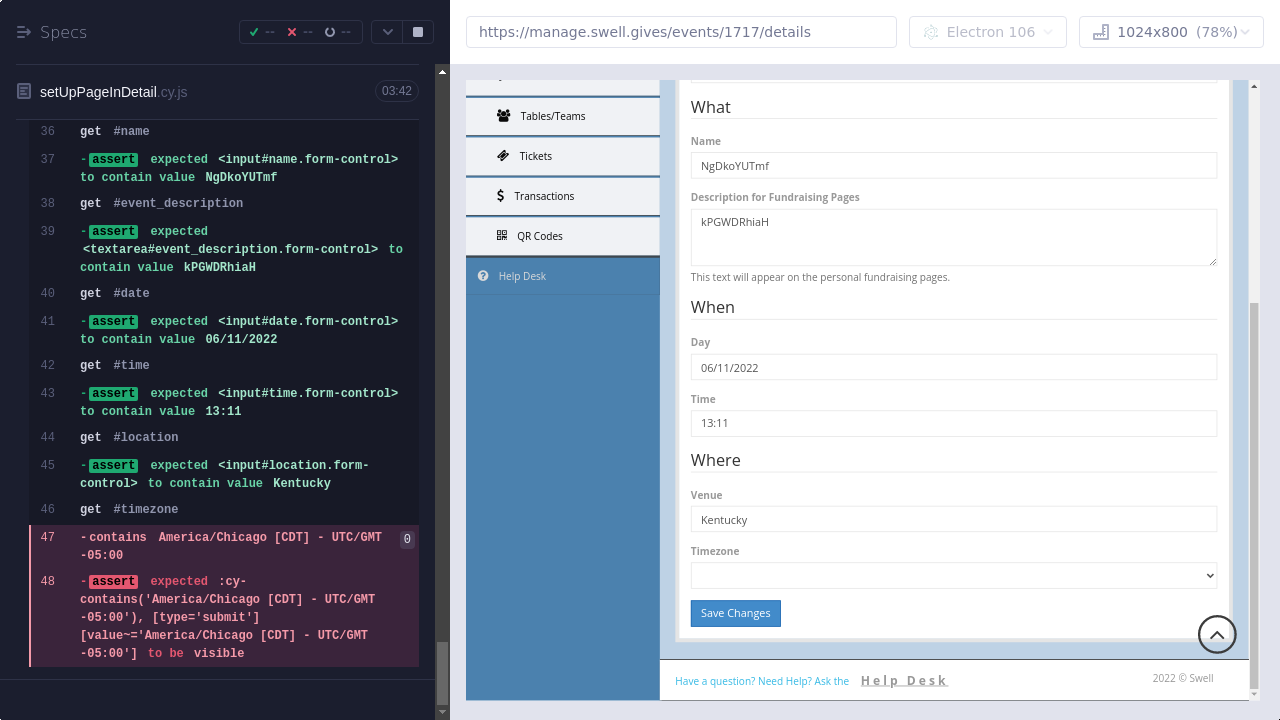 Specs
--
--
--
https://manage.swell.gives/events/1717/details
Electron 106
1024x800 (78%)
setUpPageInDetail.cy.js
03:42
36 get #name
37 -assert expected <input#name.form-control>
to contain value NgDkoYUTmf
38 get #event_description
39 -assert expected
<textarea#event_description.form-control> to
contain value kPGWDRhiaH
40 get #date
41 -assert expected <input#date.form-control>
to contain value 06/11/2022
42 get #time
43 -assert expected <input#time.form-control>
to contain value 13:11
44 get #location
45 -assert expected <input#location.form-
control> to contain value Kentucky
46 get #timezone
47 -contains America/Chicago [CDT] - UTC/GMT
-05:00
0
48 -assert expected :cy-
contains('America/Chicago [CDT] - UTC/GMT
-05:00'), [type='submit']
[value~='America/Chicago [CDT] - UTC/GMT
-05:00'] to be visible
Tables/Teams
Tickets
Transactions
QR Codes
Help Desk
What
Name
NgDkoYUTmf
Description for Fundraising Pages
kPGWDRhiaH
This text will appear on the personal fundraising pages.
When
Day
06/11/2022
Time
13:11
Where
Venue
Kentucky
Timezone
Save Changes
Have a question? Need Help? Ask the Help Desk
2022 © Swell